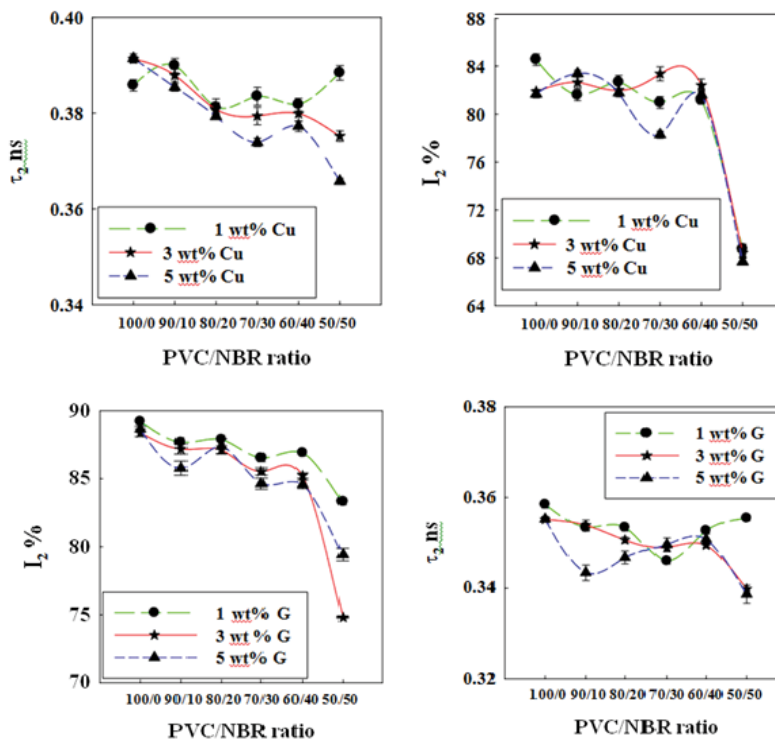 0.40
0.38
0.36
0.34
τ₂ ns
1 wt% Cu
3 wt% Cu
5 wt% Cu
100/0 90/10 80/20 70/30 60/40 50/50
PVC/NBR ratio
84
80
76
72
68
64
I₂ %
1 wt% Cu
3 wt% Cu
5 wt% Cu
100/0 90/10 80/20 70/30 60/40 50/50
PVC/NBR ratio
90
85
90
75
70
I₂ %
1 wt% G
3 wt % G
5 wt% G
100/0 90/10 80/20 70/30 60/40 50/50
PVC/NBR ratio
0.38
0.36
0.34
0.32
τ₂ ns
1 wt% G
3 wt% G
5 wt% G
100/0 90/10 80/20 70/30 60/40 50/50
PVC/NBR ratio